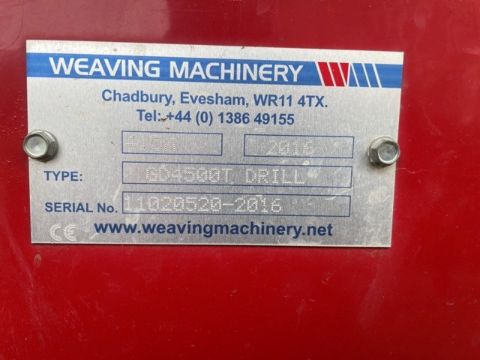 WEAVING MACHINERY
Chadbury, Evesham, WR11 4TX.
Tel: +44 (0) 1386 49155
2016
TYPE: GD4500T DRILL
SERIAL No. 11020520-2016
CE www.weavingmachinery.net